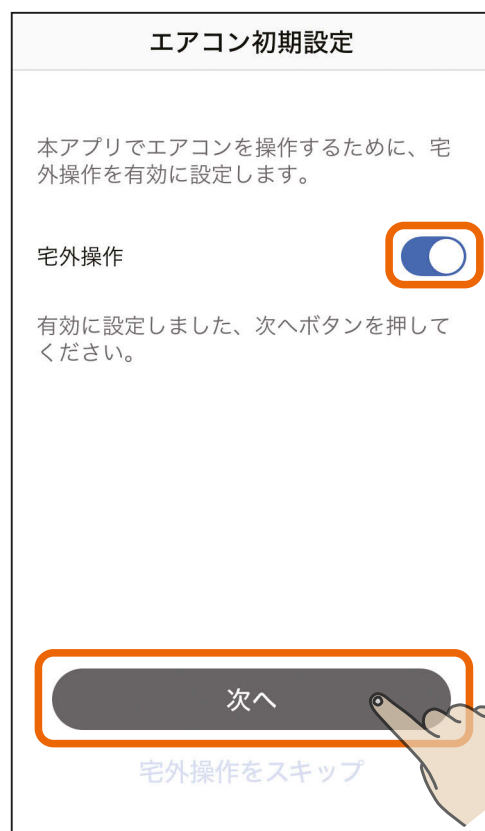 エアコン初期設定
本アプリでエアコンを操作するために、宅
外操作を有効に設定します。
宅外操作
有効に設定しました、次へボタンを押して
ください。
次へ
宅外操作をスキップ